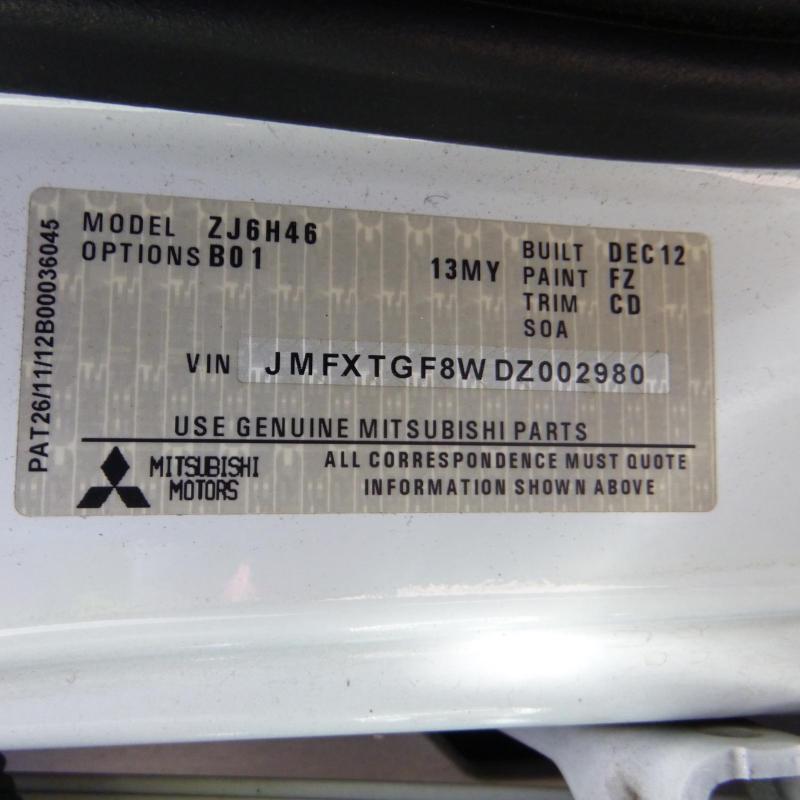 MODEL ZJ6H46
OPTIONS B01
13MY
BUILT DEC12
PAINT FZ
TRIM CD
SOA
VIN JMFXTGF8WDZ002980
USE GENUINE MITSUBISHI PARTS
MITSUBISHI
MOTORS
ALL CORRESPONDENCE MUST QUOTE
INFORMATION SHOWN ABOVE
PAT26/11/12B00036045